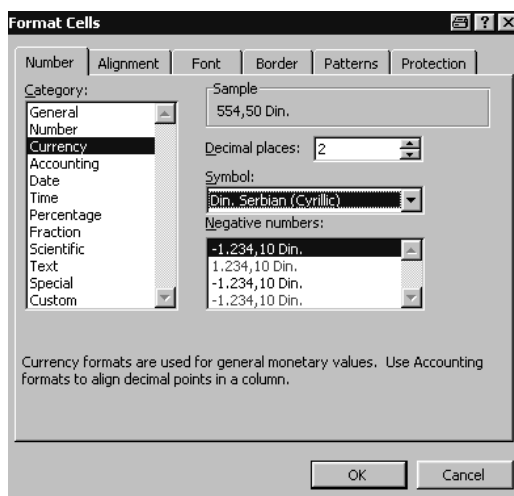 Format Cells
Number Alignment Font Border Patterns Protection
Category:
General
Number
Currency
Accounting
Date
Time
Percentage
Fraction
Scientific
Text
Special
Custom
Sample
554,50 Din.
Decimal places: 2
Symbol:
Din. Serbian (Cyrillic)
Negative numbers:
-1.234,10 Din.
1.234,10 Din.
-1.234,10 Din.
-1.234,10 Din.
Currency formats are used for general monetary values. Use Accounting
formats to align decimal points in a column.
OK Cancel